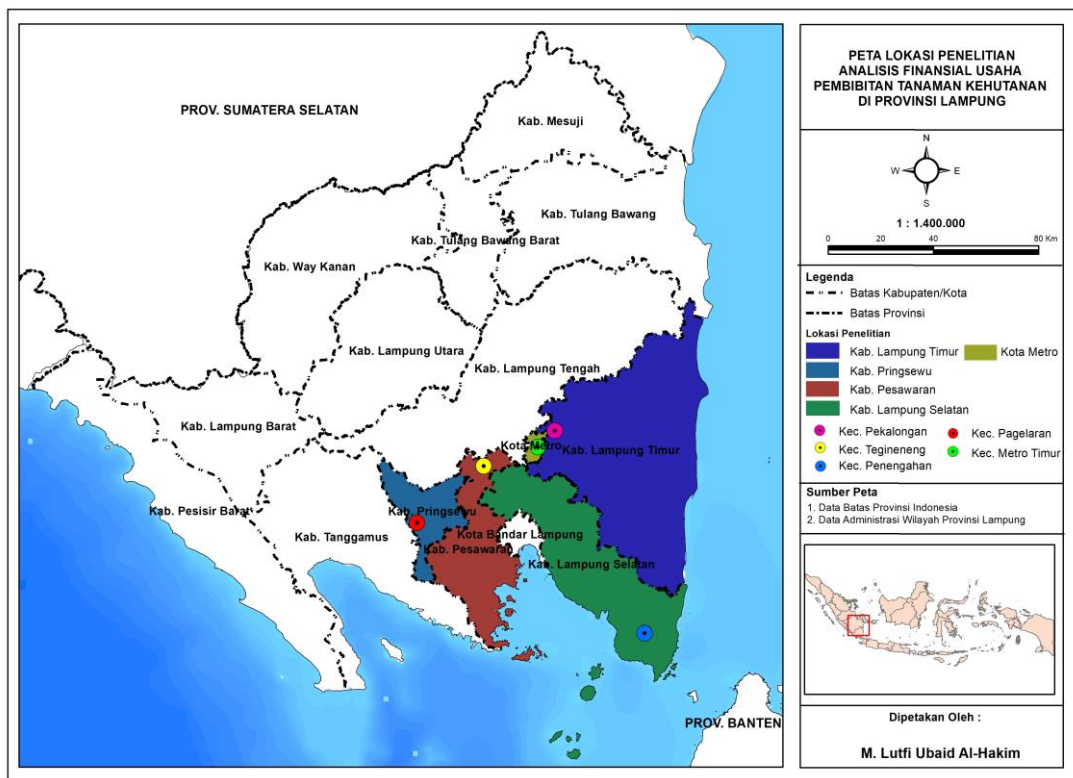 PROV. SUMATERA SELATAN
Kab. Mesuji
Kab. Tulang Bawang
Kab. Tulang Bawang Barat
Kab. Way Kanan
Kab. Lampung Utara
Kab. Lampung Tengah
Kab. Lampung Barat
Kota Metro
Kab. Lampung Timur
Kab. Pesisir Barat
Kab. Pringsewu
Kab. Tanggamus
Kota Bandar Lampung
Kab. Pesawaran
Kab. Lampung Selatan
PROV. BANTEN
PETA LOKASI PENELITIAN
ANALISIS FINANSIAL USAHA
PEMBIBITAN TANAMAN KEHUTANAN
DI PROVINSI LAMPUNG
N
W E
S
1 : 1.400.000
0 20 40 80 Km
Legenda
Batas Kabupaten/Kota
Batas Provinsi
Lokasi Penelitian
Kab. Lampung Timur Kota Metro
Kab. Pringsewu
Kab. Pesawaran
Kab. Lampung Selatan
Kec. Pekalongan Kec. Pagelaran
Kec. Tegineneng Kec. Metro Timur
Kec. Penengahan
Sumber Peta
1. Data Batas Provinsi Indonesia
2. Data Administrasi Wilayah Provinsi Lampung
Dipetakan Oleh :
M. Lutfi Ubaid Al-Hakim